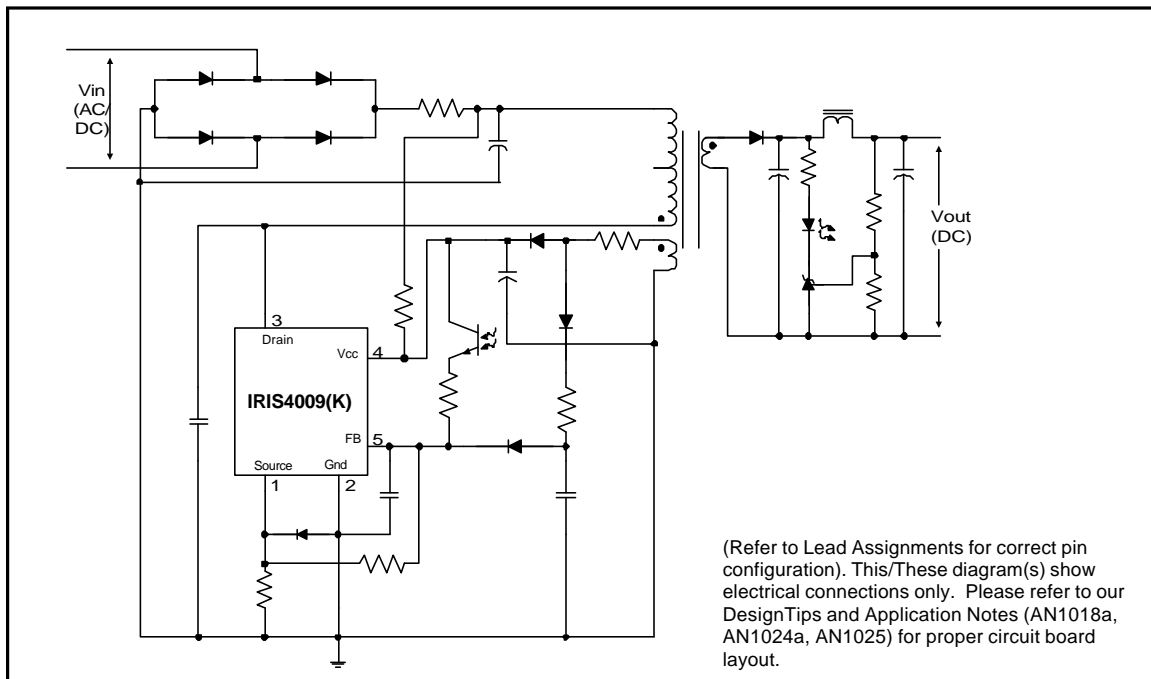 Vin
(AC/
DC)
Vout
(DC)
3
Drain
Vcc
4
IRIS4009(K)
FB
5
Source
Gnd
1
2
(Refer to Lead Assignments for correct pin
configuration). This/These diagram(s) show
electrical connections only. Please refer to our
DesignTips and Application Notes (AN1018a,
AN1024a, AN1025) for proper circuit board
layout.